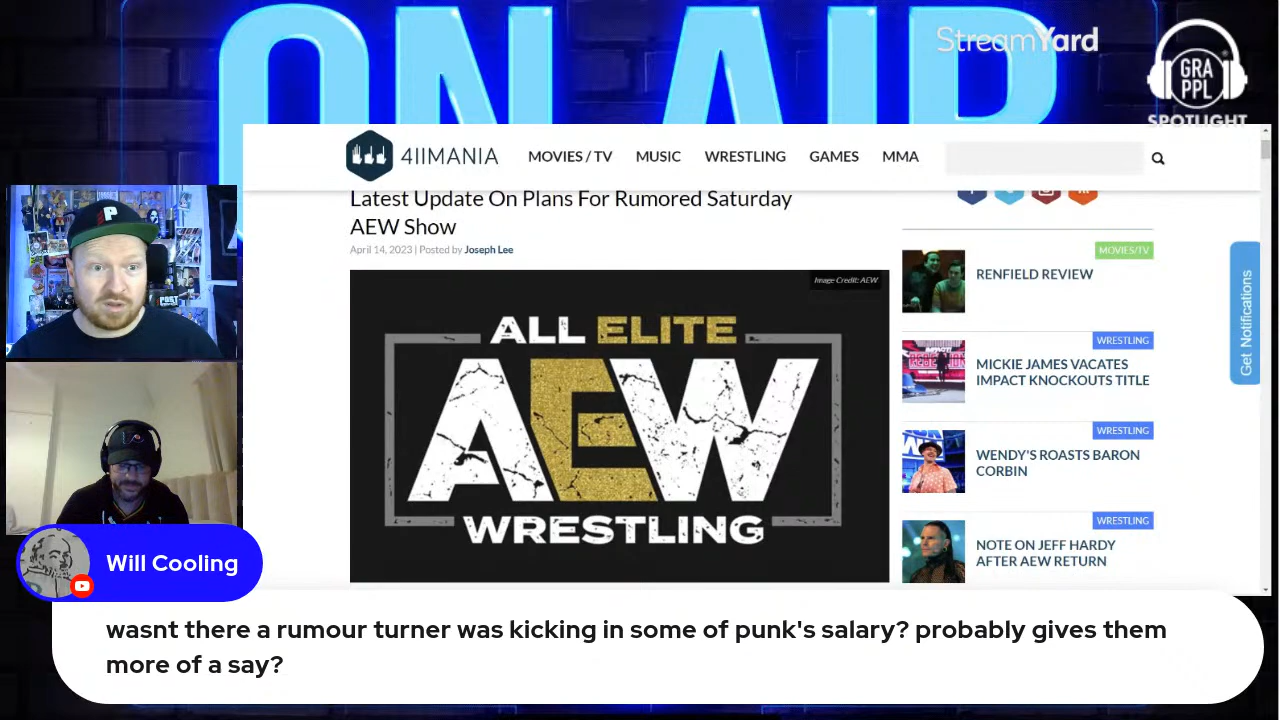 ON AIR
StreamYard
GRA
PPL
SPOTLIGHT
411MANIA
MOVIES / TV
MUSIC
WRESTLING
GAMES
MMA
Latest Update On Plans For Rumored Saturday
AEW Show
April 14, 2023 | Posted by Joseph Lee
Image Credit: AEW
ALL ELITE
AEW
WRESTLING
MOVIES/TV
RENFIELD REVIEW
WRESTLING
MICKIE JAMES VACATES
IMPACT KNOCKOUTS TITLE
WRESTLING
WENDY'S ROASTS BARON
CORBIN
WRESTLING
NOTE ON JEFF HARDY
AFTER AEW RETURN
Get Notifications
Will Cooling
wasnt there a rumour turner was kicking in some of punk's salary? probably gives them
more of a say?